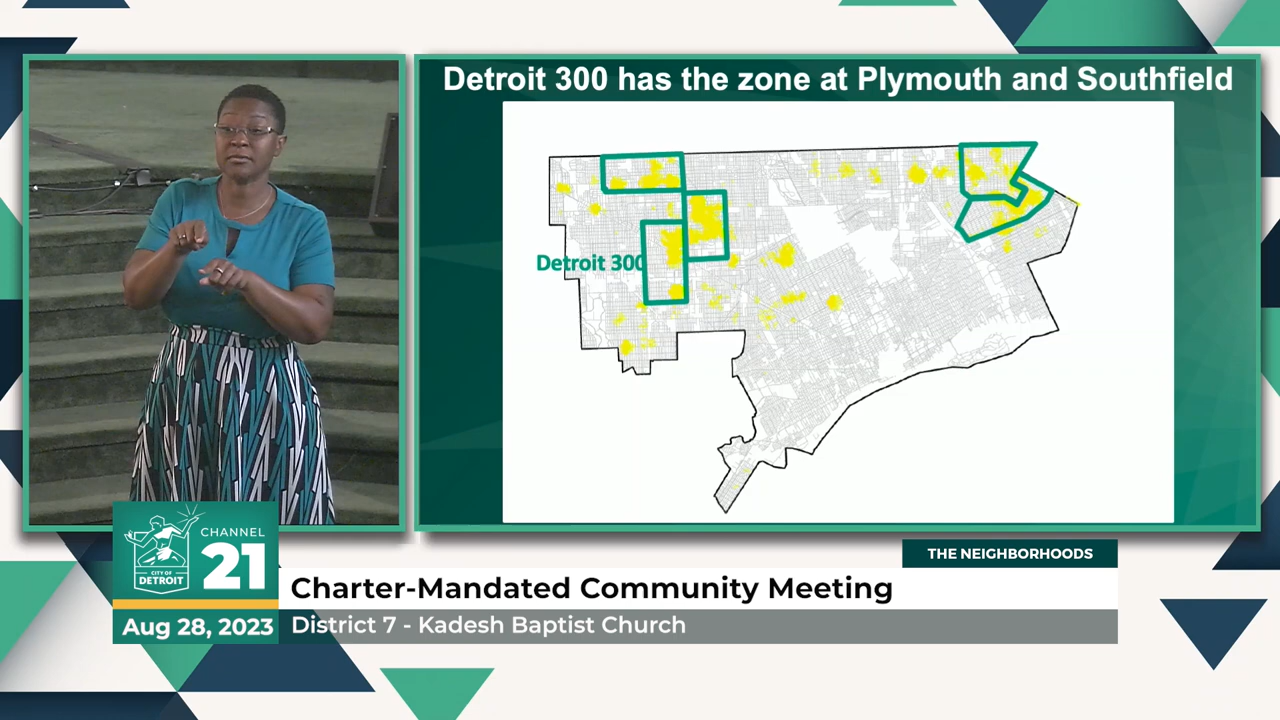 Detroit 300 has the zone at Plymouth and Southfield
Detroit 300
CHANNEL
21
CITY OF
DETROIT
THE NEIGHBORHOODS
Charter-Mandated Community Meeting
Aug 28, 2023
District 7 - Kadesh Baptist Church